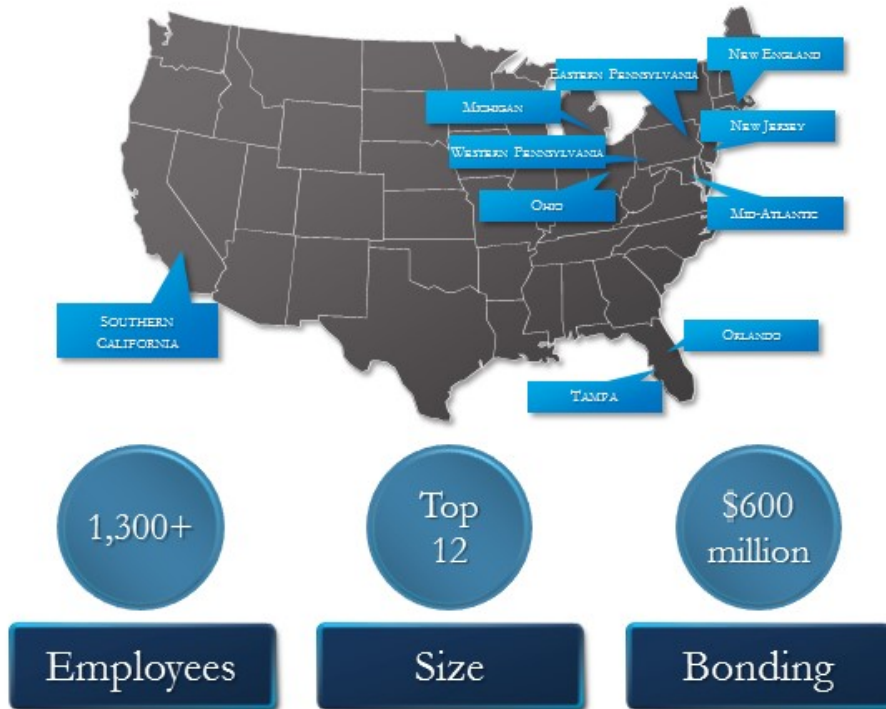 New England
Eastern Pennsylvania
Michigan
New Jersey
Western Pennsylvania
Ohio
Mid-Atlantic
Southern
California
Orlando
Tampa
1,300+
Top
12
$600
million
Employees
Size
Bonding